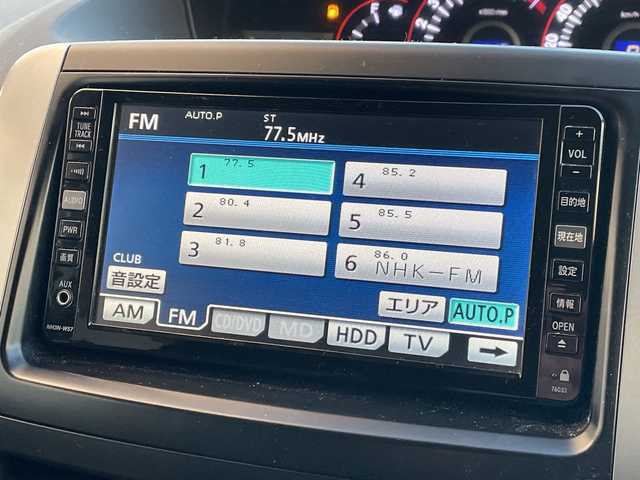 FM AUTO.P ST 77.5MHz
1 77.5
2 80.4
3 81.8
4 85.2
5 85.5
6 86.0 NHK-FM
CLUB
音設定
エリア AUTO.P
AM FM CD/DVD MD HDD TV
TUNE
TRACK
AUDIO
PWR
画質
AUX
NHDN-W57
+
VOL
-
目的地
現在地
設定
情報
OPEN
76033